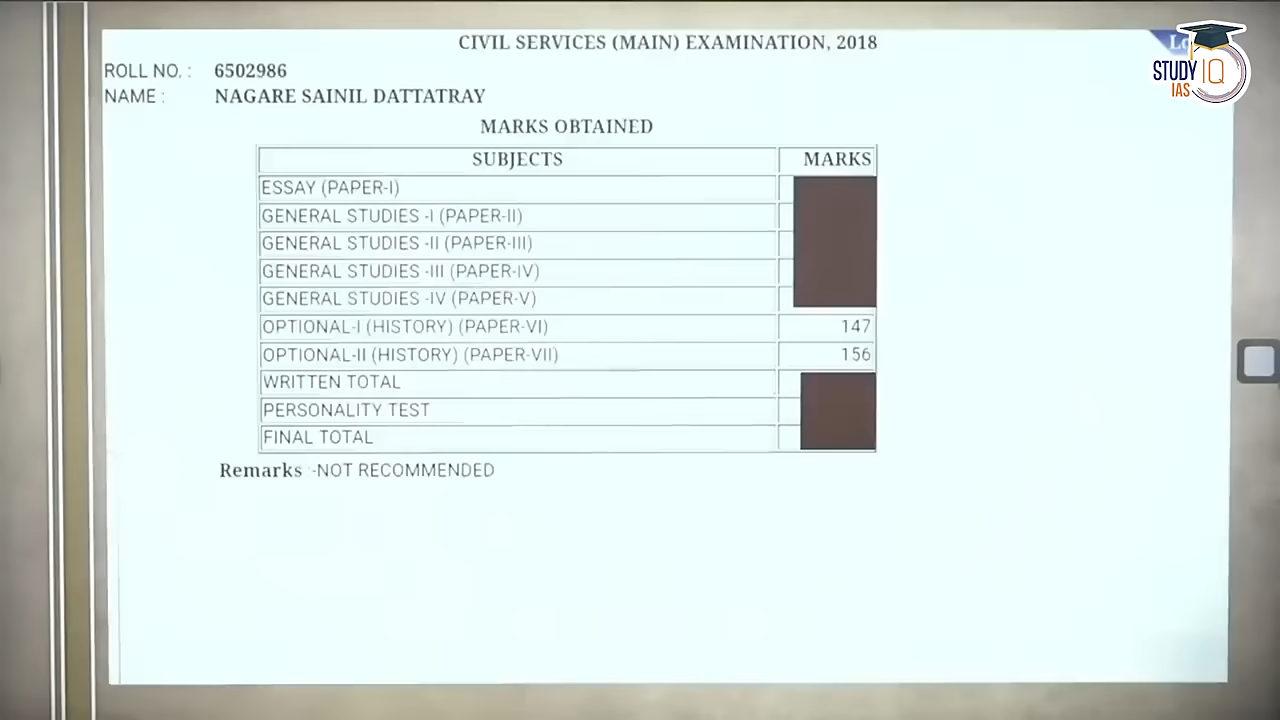 CIVIL SERVICES (MAIN) EXAMINATION, 2018
STUDY IQ
IAS
ROLL NO. : 6502986
NAME : NAGARE SAINIL DATTATRAY
MARKS OBTAINED
SUBJECTS MARKS
ESSAY (PAPER-I)
GENERAL STUDIES -I (PAPER-II)
GENERAL STUDIES -II (PAPER-III)
GENERAL STUDIES -III (PAPER-IV)
GENERAL STUDIES -IV (PAPER-V)
OPTIONAL-I (HISTORY) (PAPER-VI) 147
OPTIONAL-II (HISTORY) (PAPER-VII) 156
WRITTEN TOTAL
PERSONALITY TEST
FINAL TOTAL
Remarks :-NOT RECOMMENDED